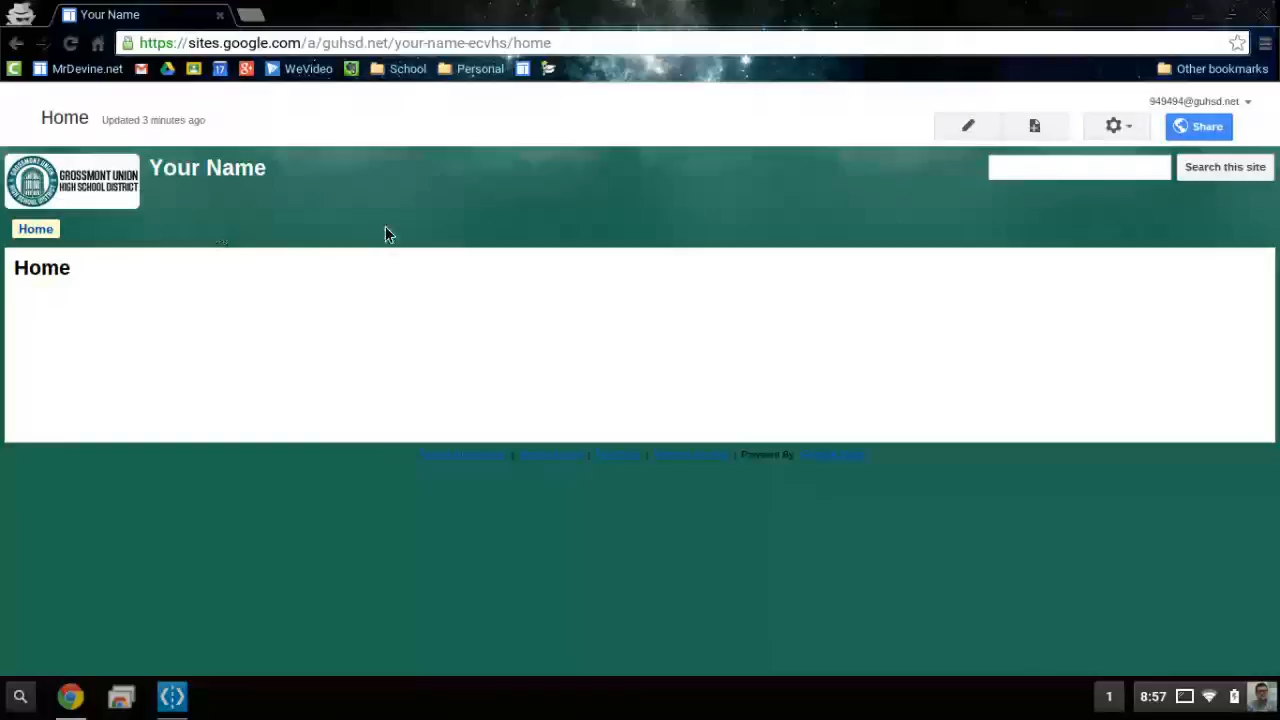 Your Name
https://sites.google.com/a/guhsd.net/your-name-ecvhs/home
MrDevine.net
17
WeVideo
School
Personal
Other bookmarks
949494@guhsd.net
Home
Updated 3 minutes ago
Share
GROSSMONT UNION
HIGH SCHOOL DISTRICT
Your Name
Search this site
Home
Home
Powered By
1
8:57